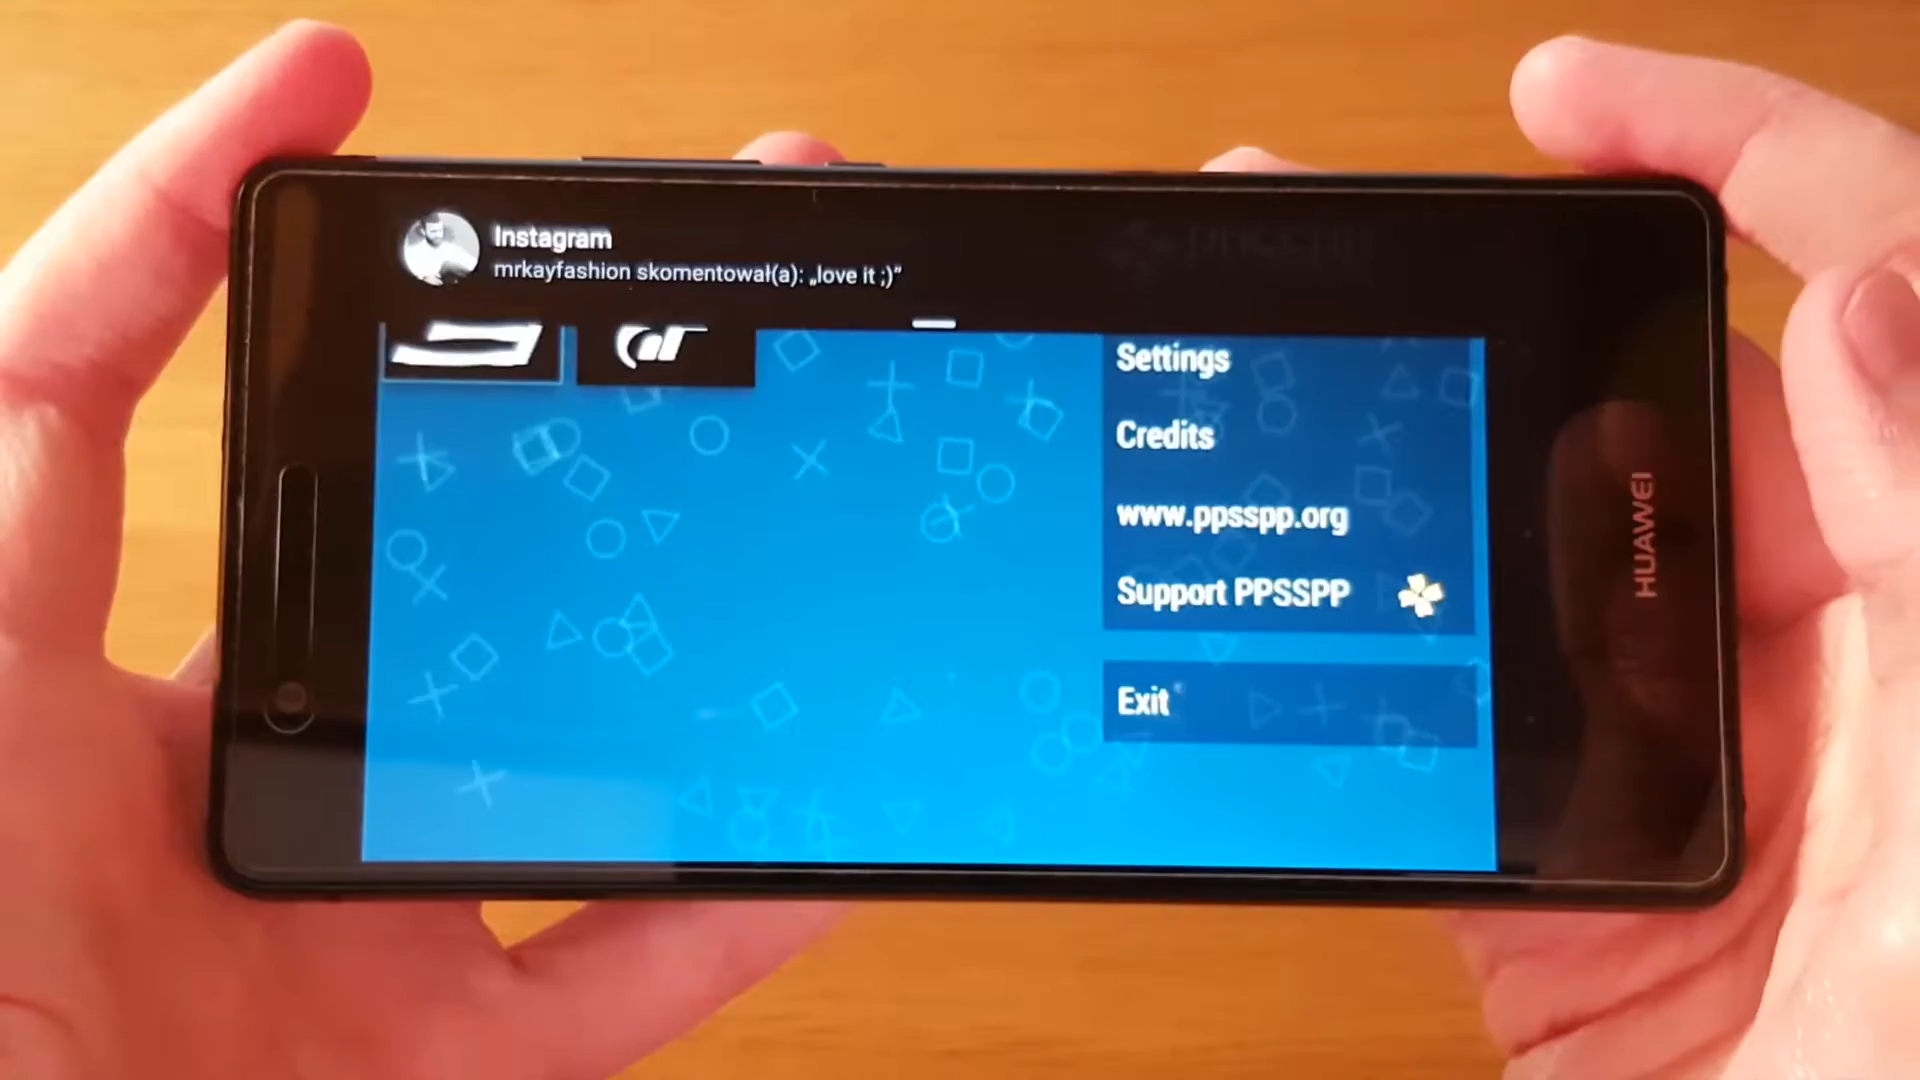 Instagram
mrkayfashion skomentował(a): „love it ;)”
Settings
Credits
www.ppsspp.org
Support PPSSPP
Exit
HUAWEI